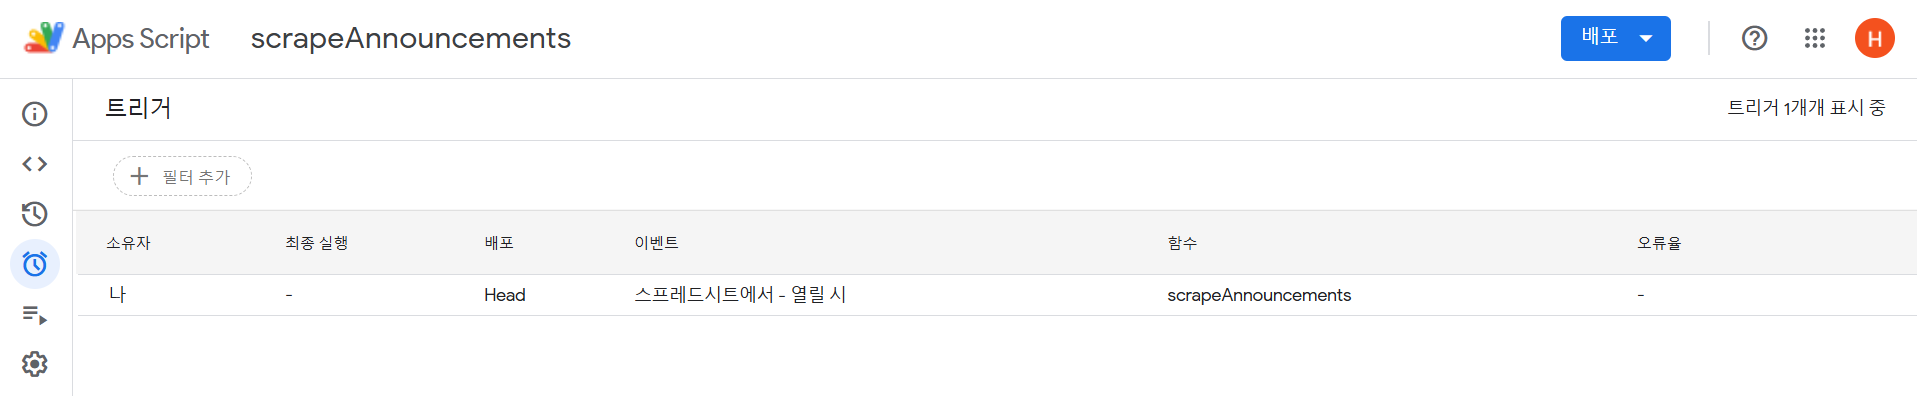 Apps Script scrapeAnnouncements 배포 H
트리거 트리거 1개개 표시 중
필터 추가
소유자 최종 실행 배포 이벤트 함수 오류율
나 - Head 스프레드시트에서 - 열릴 시 scrapeAnnouncements -